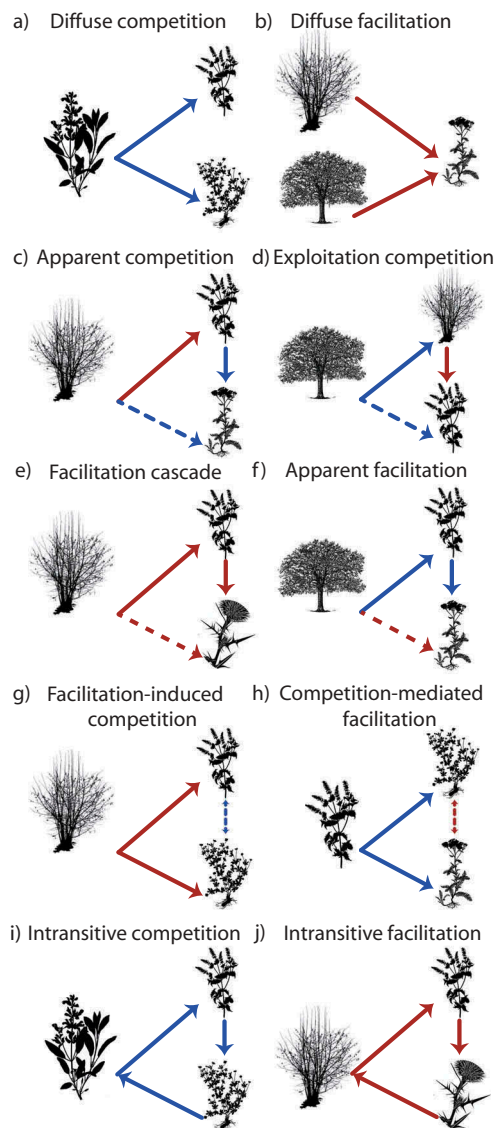 a) Diffuse competition
b) Diffuse facilitation
c) Apparent competition
d) Exploitation competition
e) Facilitation cascade
f) Apparent facilitation
g) Facilitation-induced
competition
h) Competition-mediated
facilitation
i) Intransitive competition
j) Intransitive facilitation